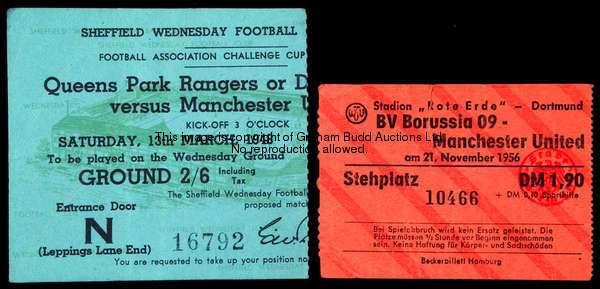 SHEFFIELD WEDNESDAY FOOTBALL
FOOTBALL ASSOCIATION CHALLENGE CUP
Queens Park Rangers or D
versus Manchester U
KICK-OFF 3 O'CLOCK
SATURDAY, 13th MARCH, 1948
To be played on the Wednesday Ground
GROUND 2/6 Including Tax
The Sheffield Wednesday Football
proposed match
Entrance Door
N
(Leppings Lane End)
16792
You are requested to take up your position no
This image is copyright of Graham Budd Auctions Ltd
No reproduction allowed.
Stadion „Rote Erde" – Dortmund
BV Borussia 09 -
Manchester United
am 21. November 1956
Stehplatz
DM 1,90
10466
+ DM 0,10 Sporthilfe
Bei Spielabbruch wird kein Ersatz geleistet. Die
Plätze müssen ½ Stunde vor Beginn eingenommen
sein. Keine Haftung für Körper- und Sachschäden
Beckerbillett Hamburg